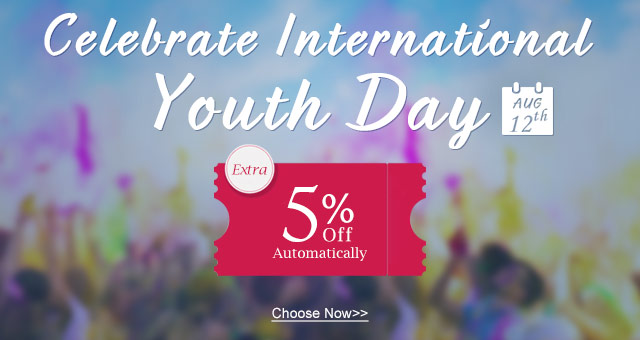 Celebrate International
Youth Day
AUG
12th
Extra
5%
Off
Automatically
Choose Now>>